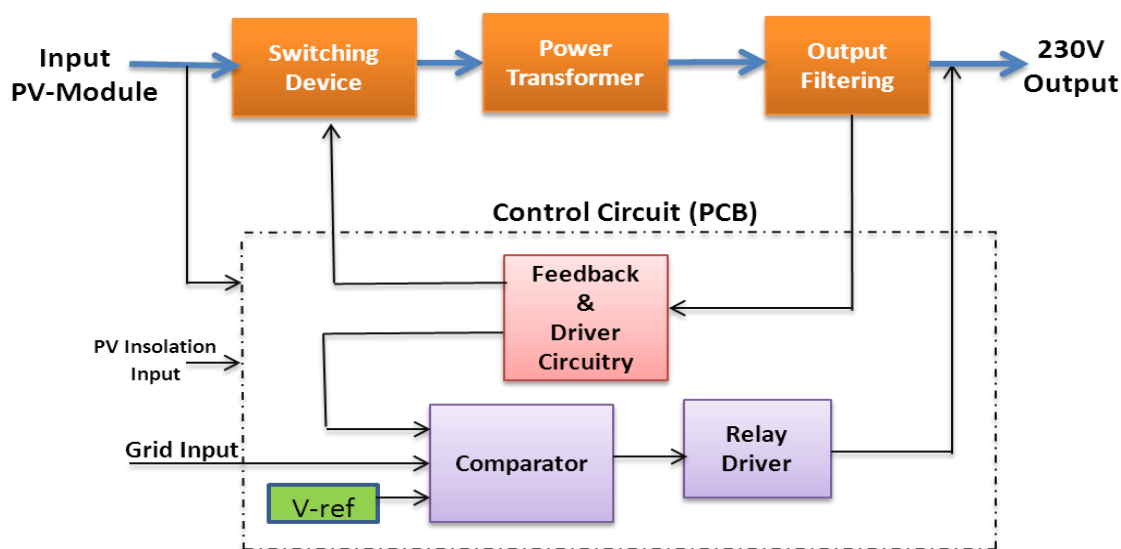 Input
PV-Module
Switching
Device
Power
Transformer
Output
Filtering
230V
Output
Control Circuit (PCB)
Feedback
&
Driver
Circuitry
PV Insolation
Input
Grid Input
V-ref
Comparator
Relay
Driver